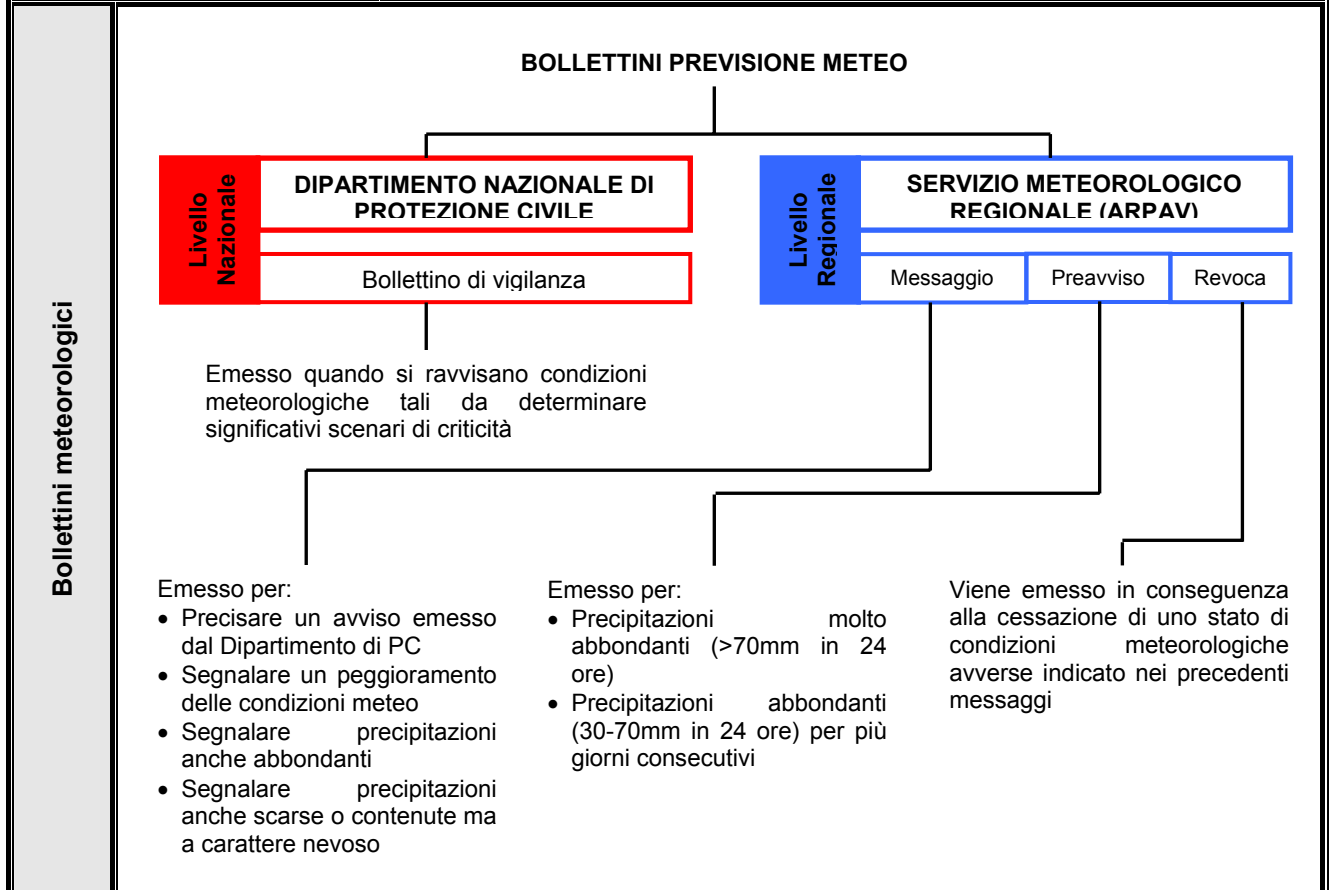 Bollettini meteorologici
BOLLETTINI PREVISIONE METEO
Livello
Nazionale
DIPARTIMENTO NAZIONALE DI
PROTEZIONE CIVILE
Bollettino di vigilanza
Livello
Regionale
SERVIZIO METEOROLOGICO
REGIONALE (ARPAV)
Messaggio
Preavviso
Revoca
Emesso quando si ravvisano condizioni
meteorologiche tali da determinare
significativi scenari di criticità
Emesso per:
• Precisare un avviso emesso
dal Dipartimento di PC
• Segnalare un peggioramento
delle condizioni meteo
• Segnalare precipitazioni
anche abbondanti
• Segnalare precipitazioni
anche scarse o contenute ma
a carattere nevoso
Emesso per:
• Precipitazioni molto
abbondanti (>70mm in 24
ore)
• Precipitazioni abbondanti
(30-70mm in 24 ore) per più
giorni consecutivi
Viene emesso in conseguenza
alla cessazione di uno stato di
condizioni meteorologiche
avverse indicato nei precedenti
messaggi